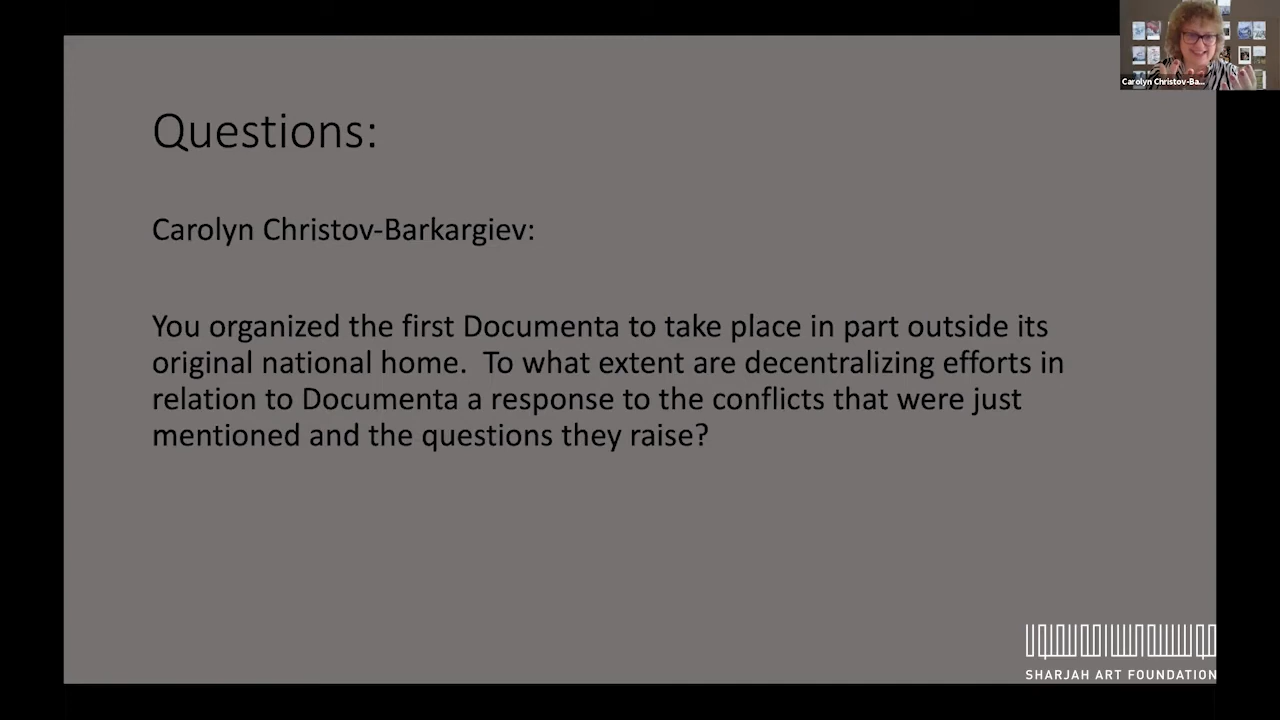 Carolyn Christov-Ba...
Questions:
Carolyn Christov-Barkargiev:
You organized the first Documenta to take place in part outside its
original national home.  To what extent are decentralizing efforts in
relation to Documenta a response to the conflicts that were just
mentioned and the questions they raise?
SHARJAH ART FOUNDATION